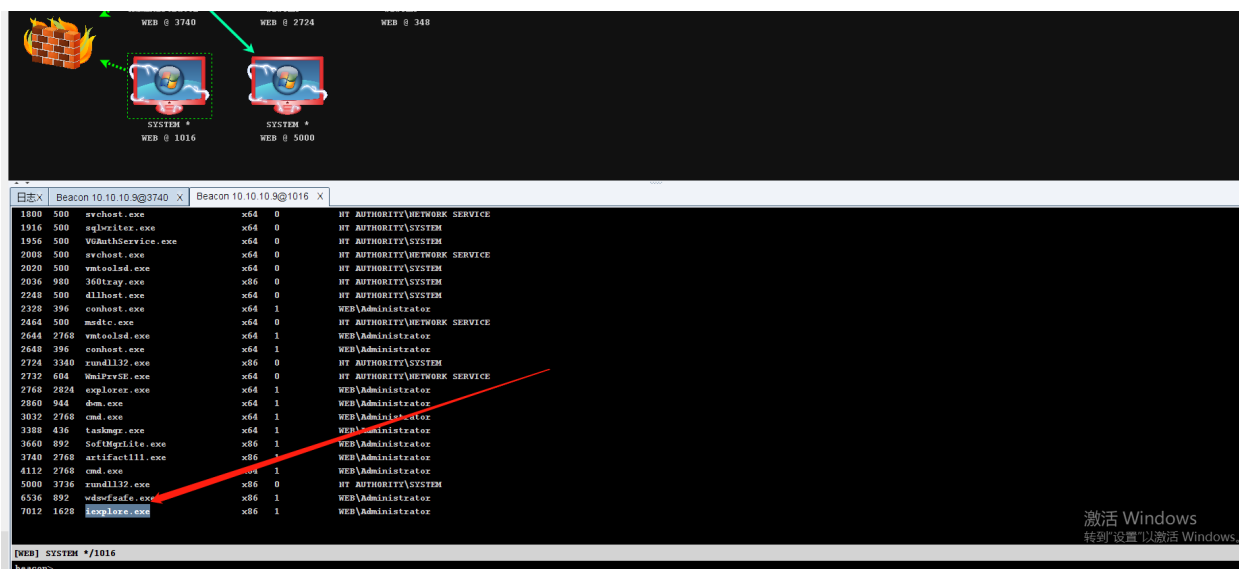 WEB @ 3740 WEB @ 2724 WEB @ 348
SYSTEM * SYSTEM *
WEB @ 1016 WEB @ 5000
日志X Beacon 10.10.10.9@3740 X Beacon 10.10.10.9@1016 X
1800 500 svchost.exe x64 0 NT AUTHORITY\NETWORK SERVICE
1916 500 sqlwriter.exe x64 0 NT AUTHORITY\SYSTEM
1956 500 VGAuthService.exe x64 0 NT AUTHORITY\SYSTEM
2008 500 svchost.exe x64 0 NT AUTHORITY\NETWORK SERVICE
2020 500 vmtoolsd.exe x64 0 NT AUTHORITY\SYSTEM
2036 980 360tray.exe x86 0 NT AUTHORITY\SYSTEM
2248 500 dllhost.exe x64 0 NT AUTHORITY\SYSTEM
2328 396 conhost.exe x64 1 WEB\Administrator
2464 500 msdtc.exe x64 0 NT AUTHORITY\NETWORK SERVICE
2644 2768 vmtoolsd.exe x64 1 WEB\Administrator
2648 396 conhost.exe x64 1 WEB\Administrator
2724 3340 rundll32.exe x86 0 NT AUTHORITY\SYSTEM
2732 604 WmiPrvSE.exe x64 0 NT AUTHORITY\NETWORK SERVICE
2768 2824 explorer.exe x64 1 WEB\Administrator
2860 944 dwm.exe x64 1 WEB\Administrator
3032 2768 cmd.exe x64 1 WEB\Administrator
3388 436 taskmgr.exe x64 1 WEB\Administrator
3660 892 SoftMgrLite.exe x86 1 WEB\Administrator
3740 2768 artifact111.exe x86 1 WEB\Administrator
4112 2768 cmd.exe x64 1 WEB\Administrator
5000 3736 rundll32.exe x86 0 NT AUTHORITY\SYSTEM
6536 892 wdswfsafe.exe x86 1 WEB\Administrator
7012 1628 iexplore.exe x86 1 WEB\Administrator
激活 Windows
转到"设置"以激活 Windows。
[WEB] SYSTEM */1016
beacon>